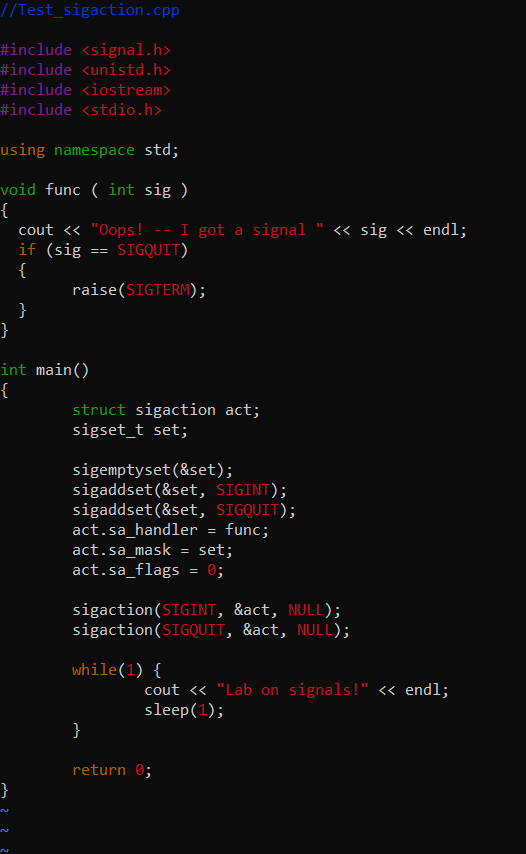 //Test_sigaction.cpp

#include <signal.h>
#include <unistd.h>
#include <iostream>
#include <stdio.h>

using namespace std;

void func ( int sig )
{
  cout << "Oops! -- I got a signal " << sig << endl;
  if (sig == SIGQUIT)
  {
        raise(SIGTERM);
  }
}

int main()
{
        struct sigaction act;
        sigset_t set;

        sigemptyset(&set);
        sigaddset(&set, SIGINT);
        sigaddset(&set, SIGQUIT);
        act.sa_handler = func;
        act.sa_mask = set;
        act.sa_flags = 0;

        sigaction(SIGINT, &act, NULL);
        sigaction(SIGQUIT, &act, NULL);

        while(1) {
                cout << "Lab on signals!" << endl;
                sleep(1);
        }

        return 0;
}
~
~
~